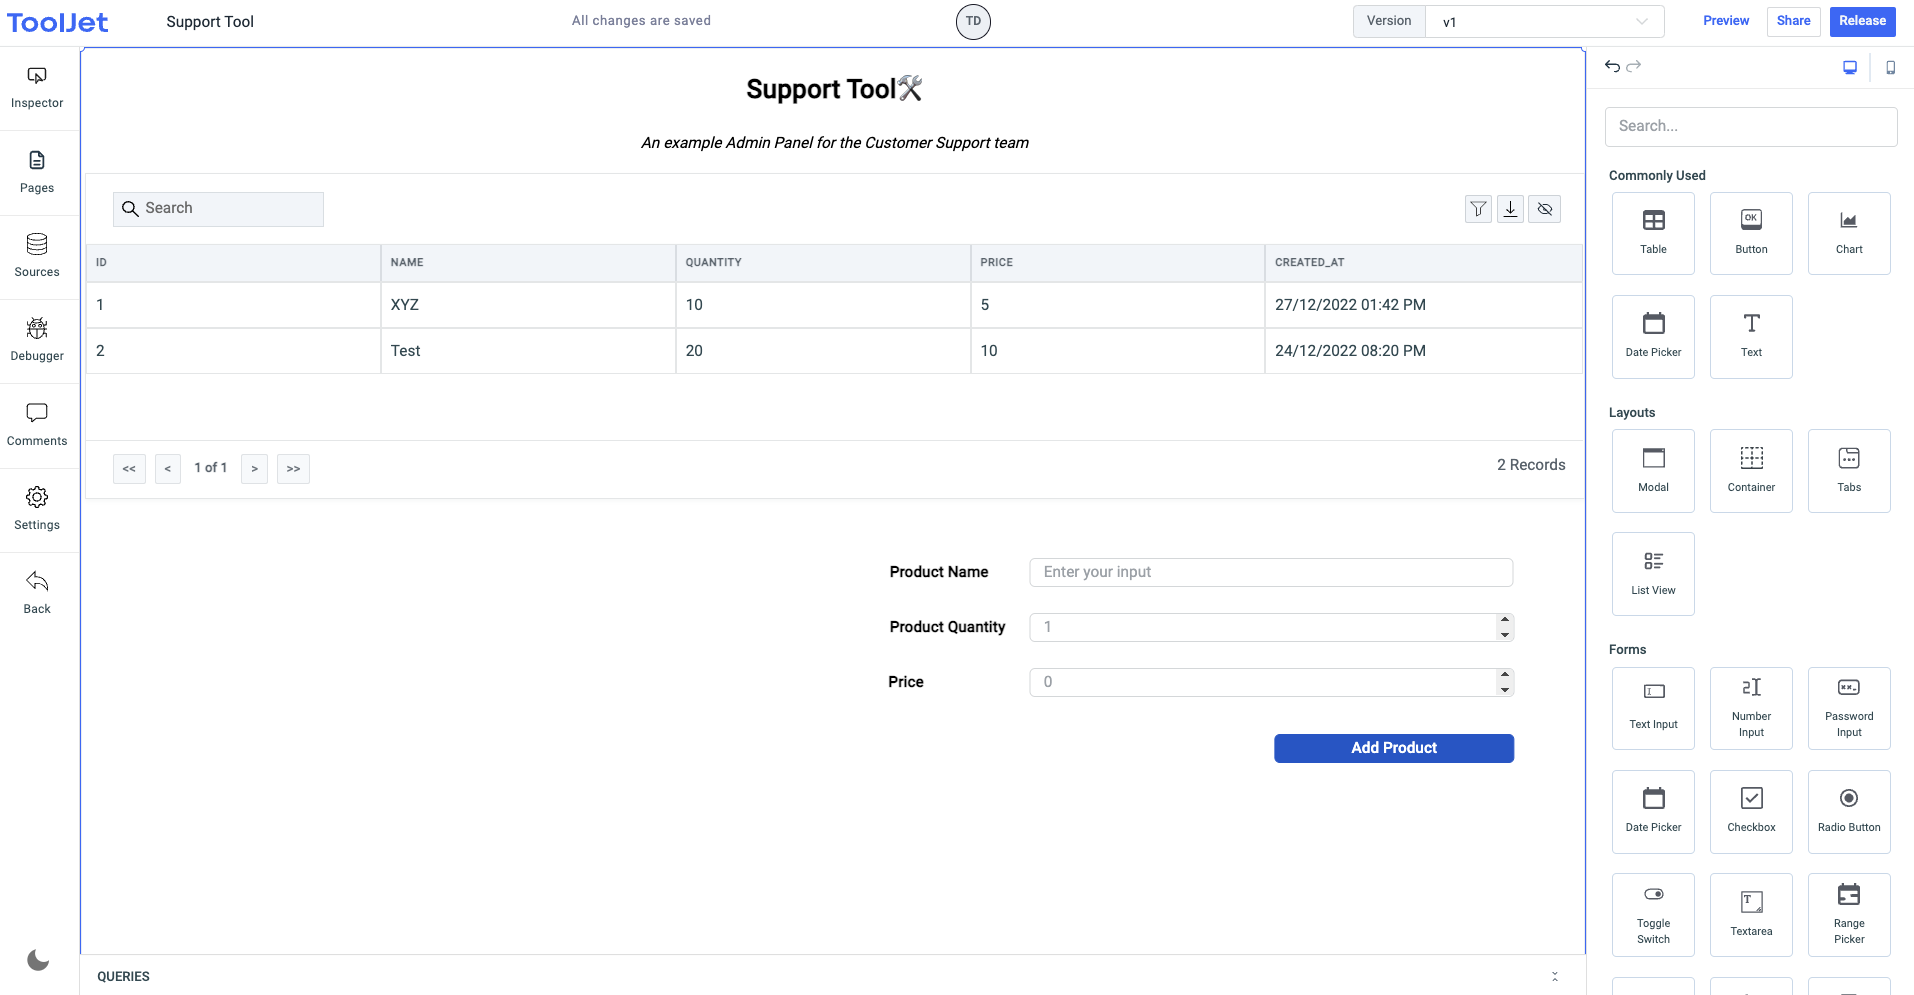 ToolJet
Support Tool
All changes are saved
TD
Version
v1
Preview
Share
Release
Inspector
Pages
Sources
Debugger
Comments
Settings
Back
Support Tool🛠️
An example Admin Panel for the Customer Support team
Search
ID NAME QUANTITY PRICE CREATED_AT
1 XYZ 10 5 27/12/2022 01:42 PM
2 Test 20 10 24/12/2022 08:20 PM
<< < 1 of 1 > >>
2 Records
Product Name Enter your input
Product Quantity 1
Price 0
Add Product
QUERIES
Search...
Commonly Used
Table Button Chart
Date Picker Text
Layouts
Modal Container Tabs
List View
Forms
Text Input
Number
Input
Password
Input
Date Picker Checkbox Radio Button
Toggle
Switch
Textarea
Range
Picker